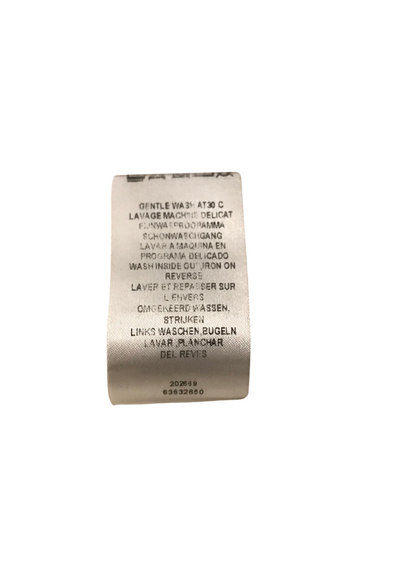 GENTLE WASH AT30 C
LAVAGE MACHINE DELICAT
FIJNWASPROGRAMMA
SCHONWASCHGANG
LAVAR A MAQUINA EN
PROGRAMA DELICADO
WASH INSIDE OUT,IRON ON
REVERSE
LAVER ET REPASSER SUR
L'ENVERS
OMGEKEERD WASSEN,
STRIJKEN
LINKS WASCHEN,BUGELN
LAVAR ,PLANCHAR
DEL REVES
202649
63632650